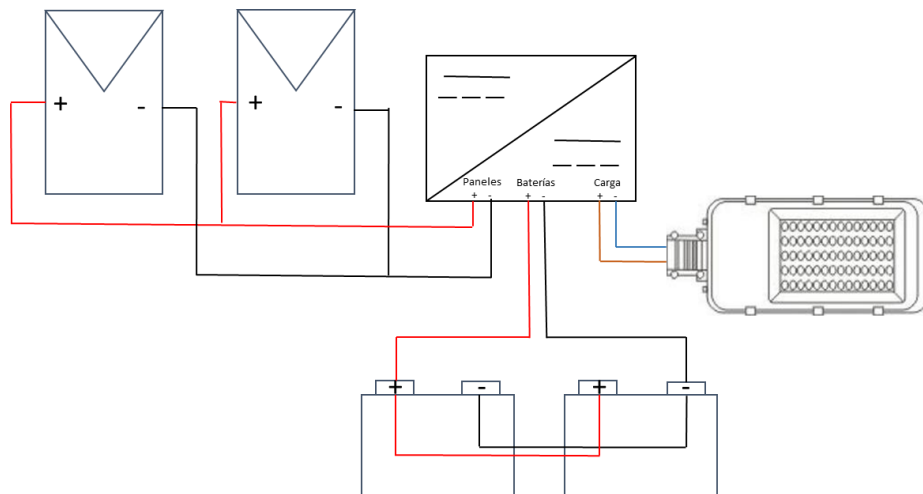 + -
+ -
Paneles Baterías Carga
+ - + - + -
+ - + -